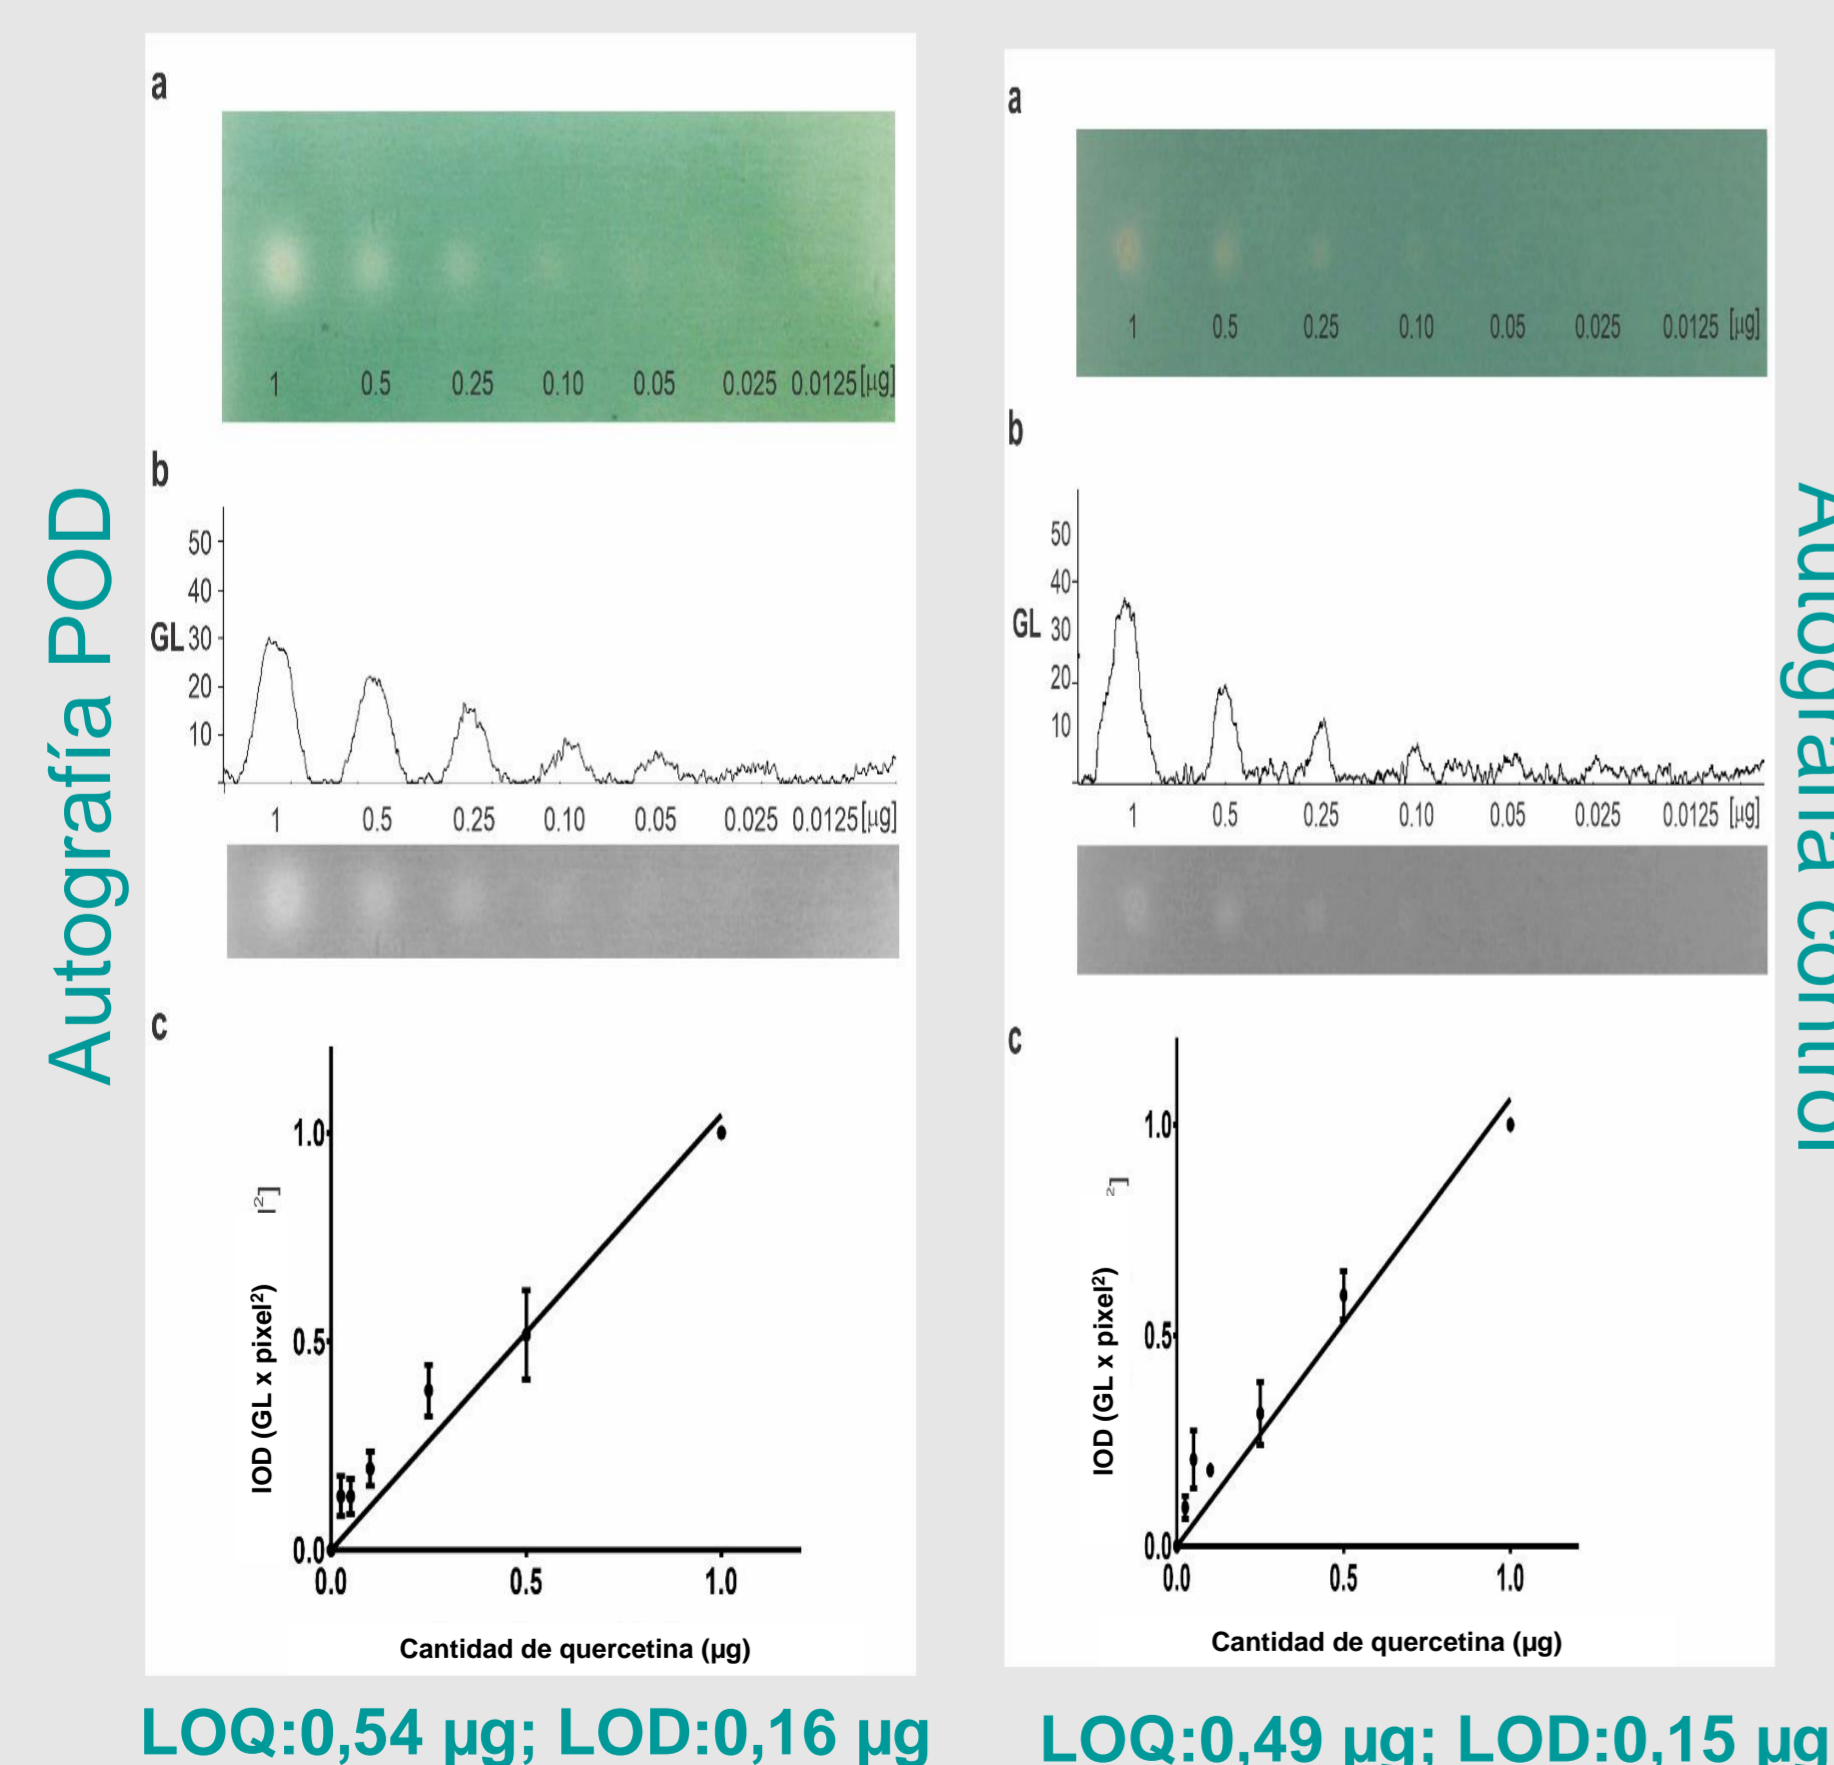 Autografía POD
a
1 0.5 0.25 0.10 0.05 0.025 0.0125[µg]
b
50
40
GL30
20
10
1 0.5 0.25 0.10 0.05 0.025 0.0125[µg]
c
1.0
0.5
0.0
l²]
IOD (GL x pixel²)
0.0 0.5 1.0
Cantidad de quercetina (µg)
LOQ:0,54 µg; LOD:0,16 µg
a
1 0.5 0.25 0.10 0.05 0.025 0.0125 [µg]
b
50
40
GL 30
20
10
1 0.5 0.25 0.10 0.05 0.025 0.0125 [µg]
c
1.0
0.5
0.0
²]
IOD (GL x pixel²)
0.0 0.5 1.0
Cantidad de quercetina (µg)
LOQ:0,49 µg; LOD:0,15 µg
Autografía control